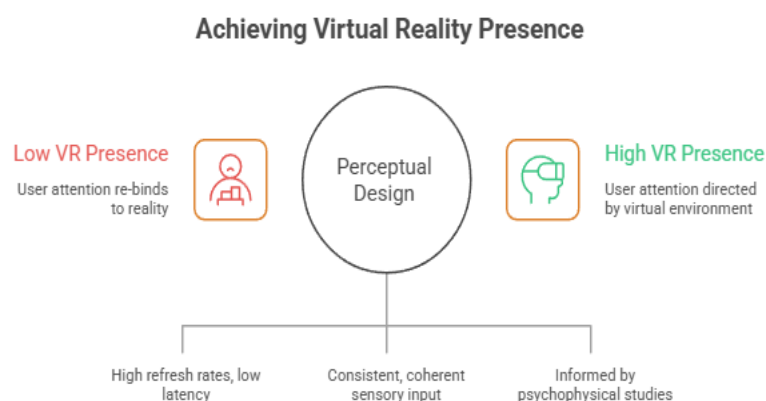 Achieving Virtual Reality Presence
Low VR Presence
User attention re-binds
to reality
Perceptual
Design
High VR Presence
User attention directed
by virtual environment
High refresh rates, low
latency
Consistent, coherent
sensory input
Informed by
psychophysical studies